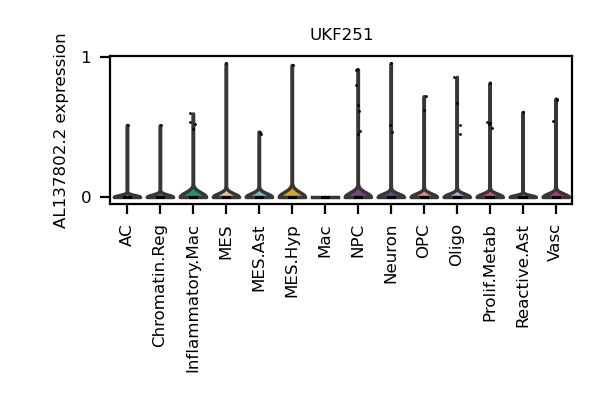 UKF251
AL137802.2 expression
1
0
AC
Chromatin.Reg
Inflammatory.Mac
MES
MES.Ast
MES.Hyp
Mac
NPC
Neuron
OPC
Oligo
Prolif.Metab
Reactive.Ast
Vasc